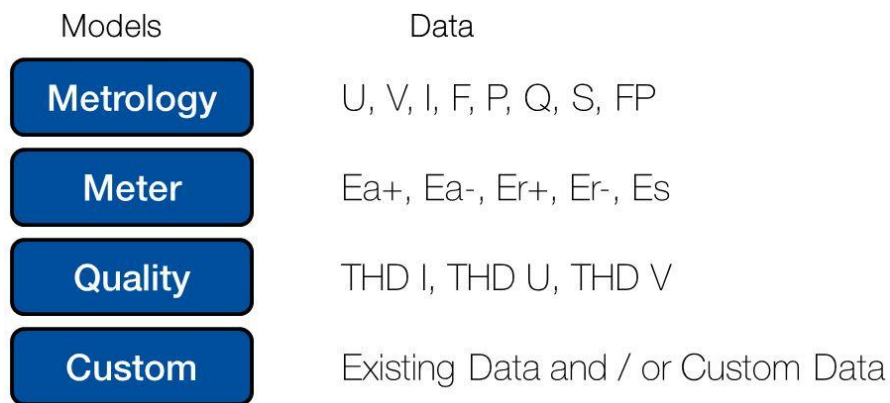 Models Data
Metrology U, V, I, F, P, Q, S, FP
Meter Ea+, Ea-, Er+, Er-, Es
Quality THD I, THD U, THD V
Custom Existing Data and / or Custom Data